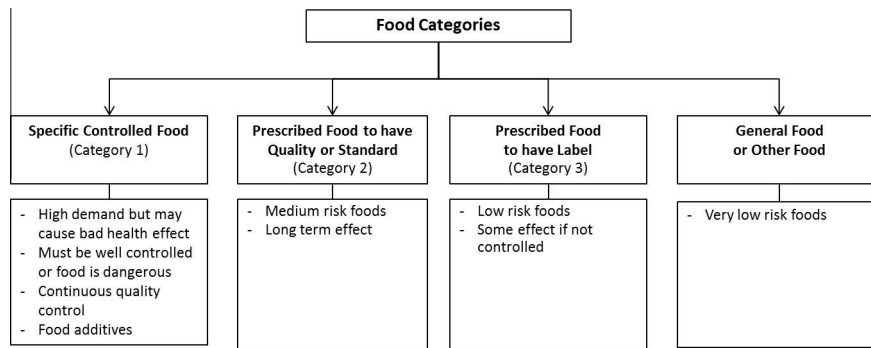 Food Categories
Specific Controlled Food
(Category 1)
Prescribed Food to have
Quality or Standard
(Category 2)
Prescribed Food
to have Label
(Category 3)
General Food
or Other Food
- High demand but may
cause bad health effect
- Must be well controlled
or food is dangerous
- Continuous quality
control
- Food additives
- Medium risk foods
- Long term effect
- Low risk foods
- Some effect if not
controlled
- Very low risk foods